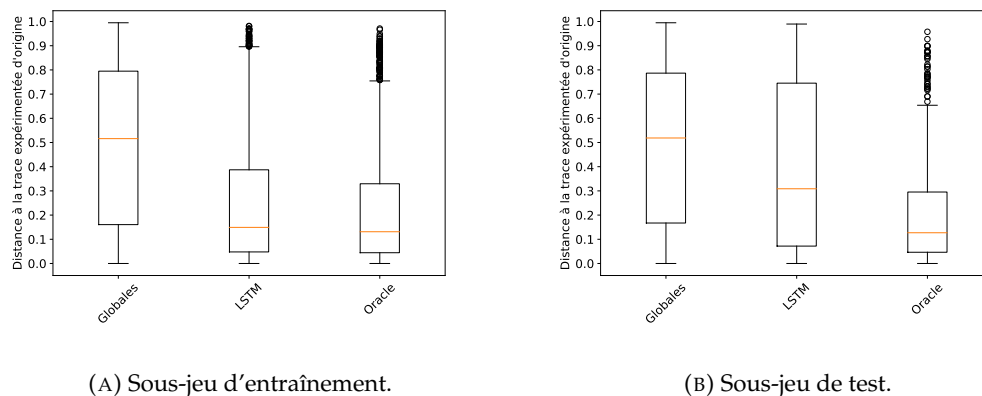 Distance à la trace expérimentée d'origine
1.0
0.9
0.8
0.7
0.6
0.5
0.4
0.3
0.2
0.1
0.0
Globales
LSTM
Oracle
(A) Sous-jeu d'entraînement.
Distance à la trace expérimentée d'origine
1.0
0.9
0.8
0.7
0.6
0.5
0.4
0.3
0.2
0.1
0.0
Globales
LSTM
Oracle
(B) Sous-jeu de test.